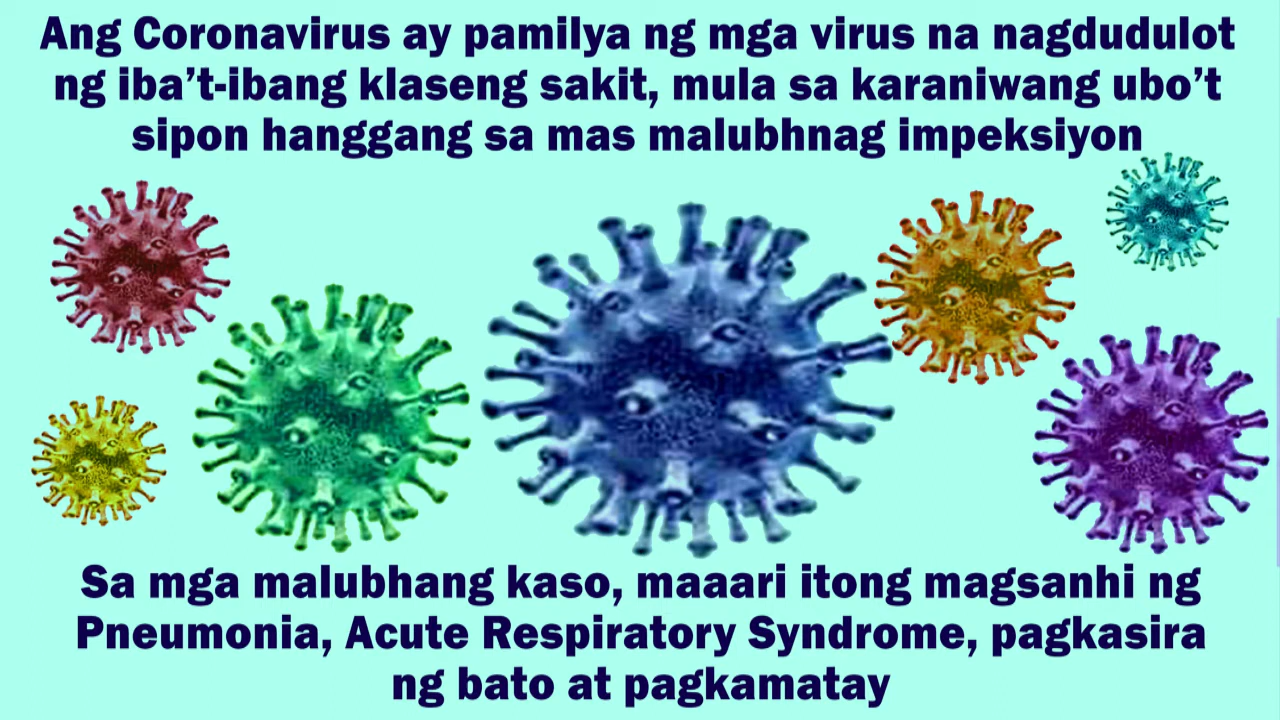 Ang Coronavirus ay pamilya ng mga virus na nagdudulot
ng iba’t-ibang klaseng sakit, mula sa karaniwang ubo’t
sipon hanggang sa mas malubhnag impeksiyon
Sa mga malubhang kaso, maaari itong magsanhi ng
Pneumonia, Acute Respiratory Syndrome, pagkasira
ng bato at pagkamatay